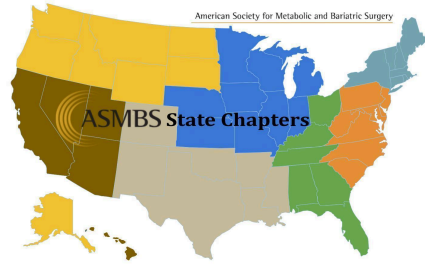 American Society for Metabolic and Bariatric Surgery
ASMBS State Chapters